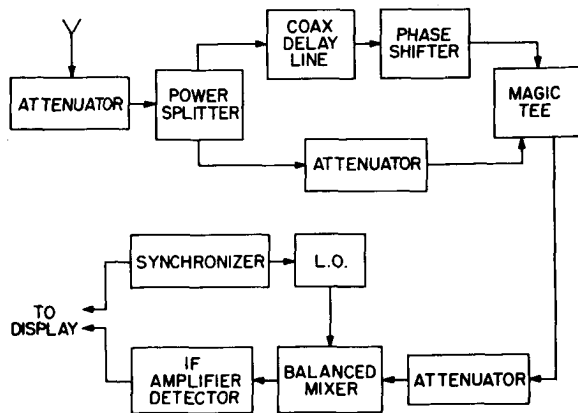 COAX
DELAY
LINE
PHASE
SHIFTER
ATTENUATOR
POWER
SPLITTER
MAGIC
TEE
ATTENUATOR
SYNCHRONIZER
L.O.
TO
DISPLAY
IF
AMPLIFIER
DETECTOR
BALANCED
MIXER
ATTENUATOR